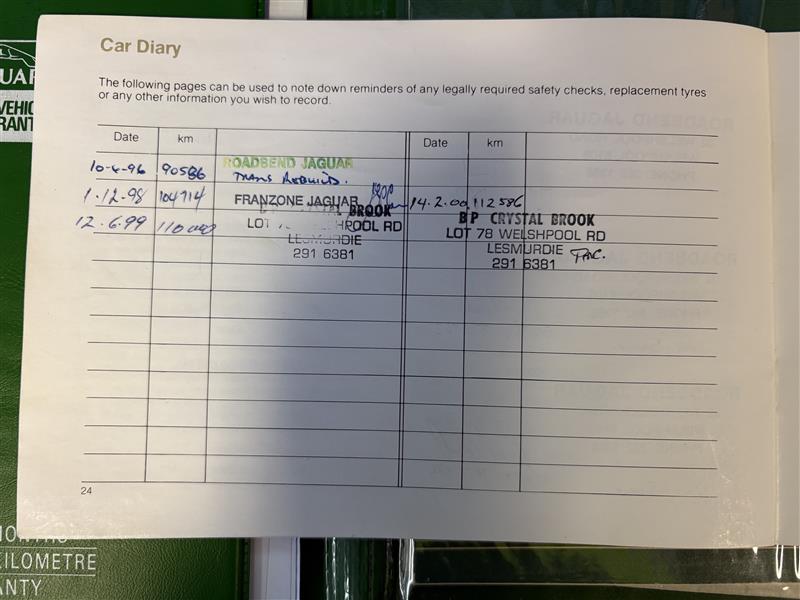 Car Diary
The following pages can be used to note down reminders of any legally required safety checks, replacement tyres
or any other information you wish to record.
Date km Date km
10-4-96 90586 ROADBEND JAGUAR
TRANS REBUILD.
1.12.98 104714 FRANZONE JAGUAR 14.2.00 112586
BROOK BP CRYSTAL BROOK
12.6.99 LOT POOL RD LOT 78 WELSHPOOL RD
LESMURDIE LESMURDIE
291 6381 291 6381
24
KILOMETRE